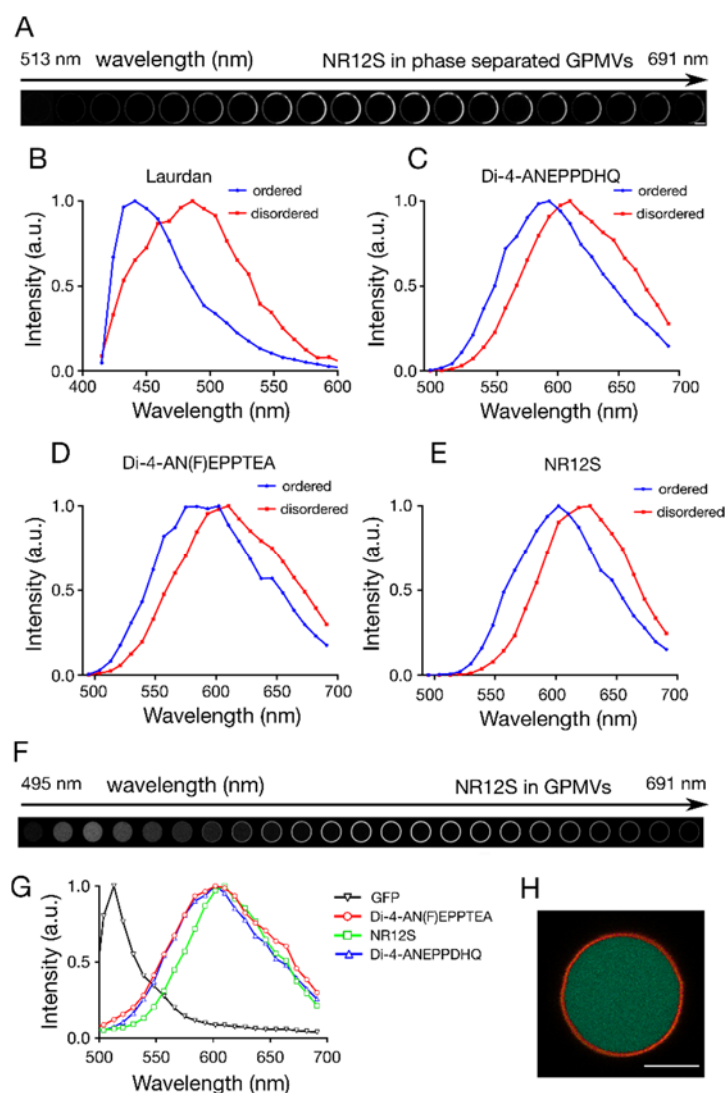 A
513 nm wavelength (nm) NR12S in phase separated GPMVs 691 nm
B
Laurdan
ordered
disordered
Intensity (a.u.)
1.0
0.5
0.0
400 450 500 550 600
Wavelength (nm)
C
Di-4-ANEPPDHQ
ordered
disordered
Intensity (a.u.)
1.0
0.5
0.0
500 550 600 650 700
Wavelength (nm)
D
Di-4-AN(F)EPPTEA
ordered
disordered
Intensity (a.u.)
1.0
0.5
0.0
500 550 600 650 700
Wavelength (nm)
E
NR12S
ordered
disordered
Intensity (a.u.)
1.0
0.5
0.0
500 550 600 650 700
Wavelength (nm)
F
495 nm wavelength (nm) NR12S in GPMVs 691 nm
G
Intensity (a.u.)
1.0
0.5
0.0
500 550 600 650 700
Wavelength (nm)
GFP
Di-4-AN(F)EPPTEA
NR12S
Di-4-ANEPPDHQ
H